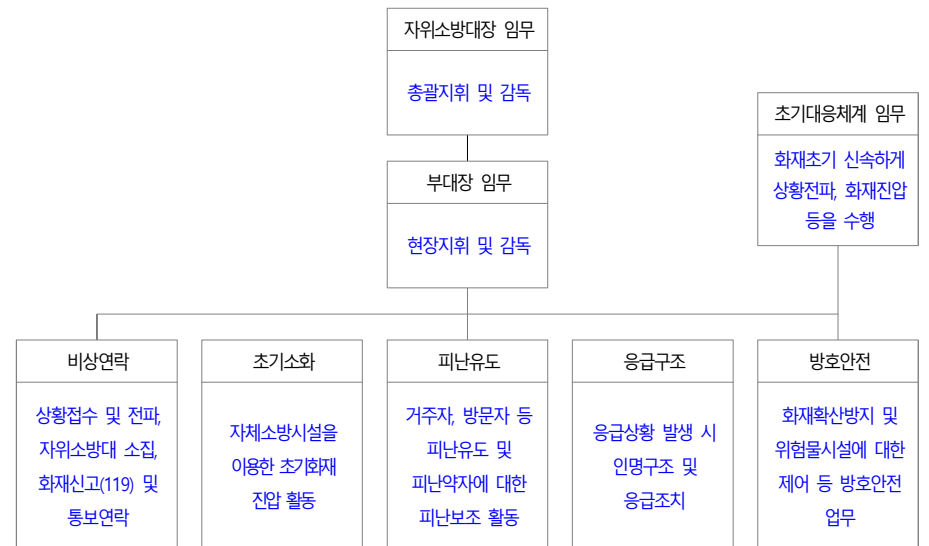 자위소방대장 임무
총괄지휘 및 감독
초기대응체계 임무
화재초기 신속하게
상황전파, 화재진압
등을 수행
부대장 임무
현장지휘 및 감독
비상연락
상황접수 및 전파,
자위소방대 소집,
화재신고(119) 및
통보연락
초기소화
자체소방시설을
이용한 초기화재
진압 활동
피난유도
거주자, 방문자 등
피난유도 및
피난약자에 대한
피난보조 활동
응급구조
응급상황 발생 시
인명구조 및
응급조치
방호안전
화재확산방지 및
위험물시설에 대한
제어 등 방호안전
업무